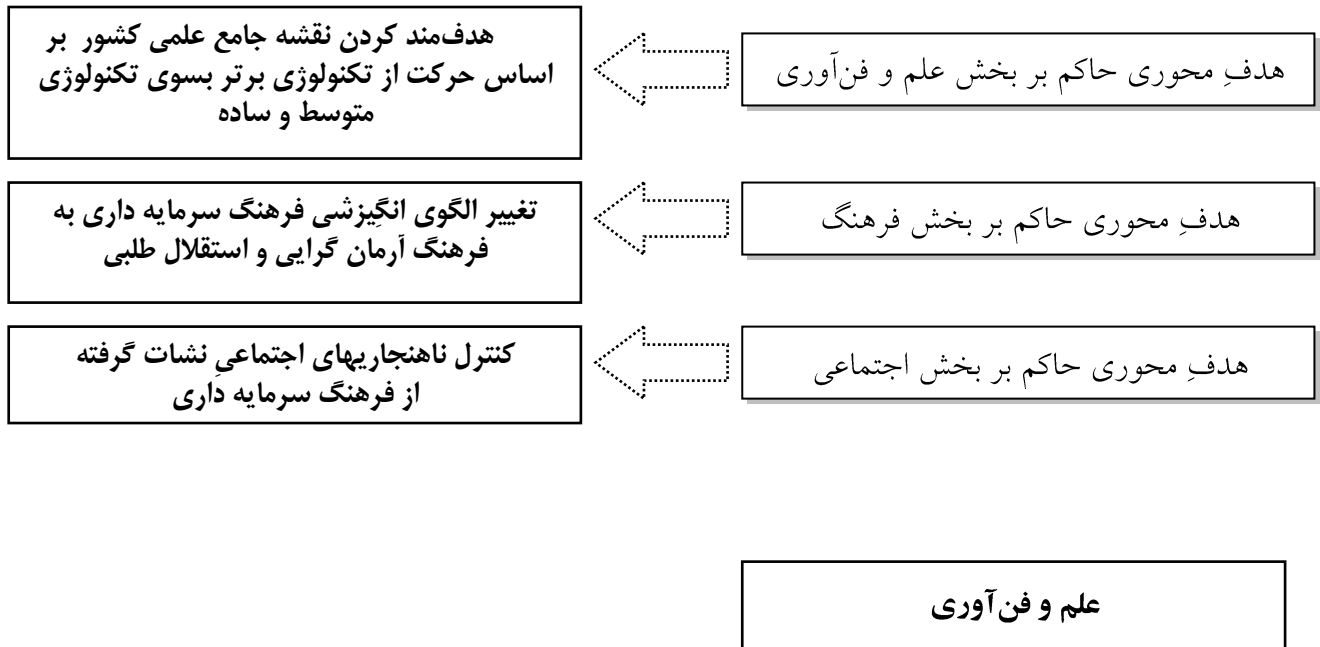 هدفِ محوری حاکم بر بخش علم و فن‌آوری
هدف‌مند کردن نقشه جامع علمی کشور  بر
اساس حرکت از تکنولوژی برتر بسوی تکنولوژی
متوسط و ساده
هدفِ محوری حاکم بر بخش فرهنگ
تغییر الگوی انگیزشی فرهنگ سرمایه داری به
فرهنگ آرمان گرایی و استقلال طلبی
هدفِ محوری حاکم بر بخش اجتماعی
کنترل ناهنجاریهای اجتماعیِ نشات گرفته
از فرهنگ سرمایه داری
علم و فن‌آوری